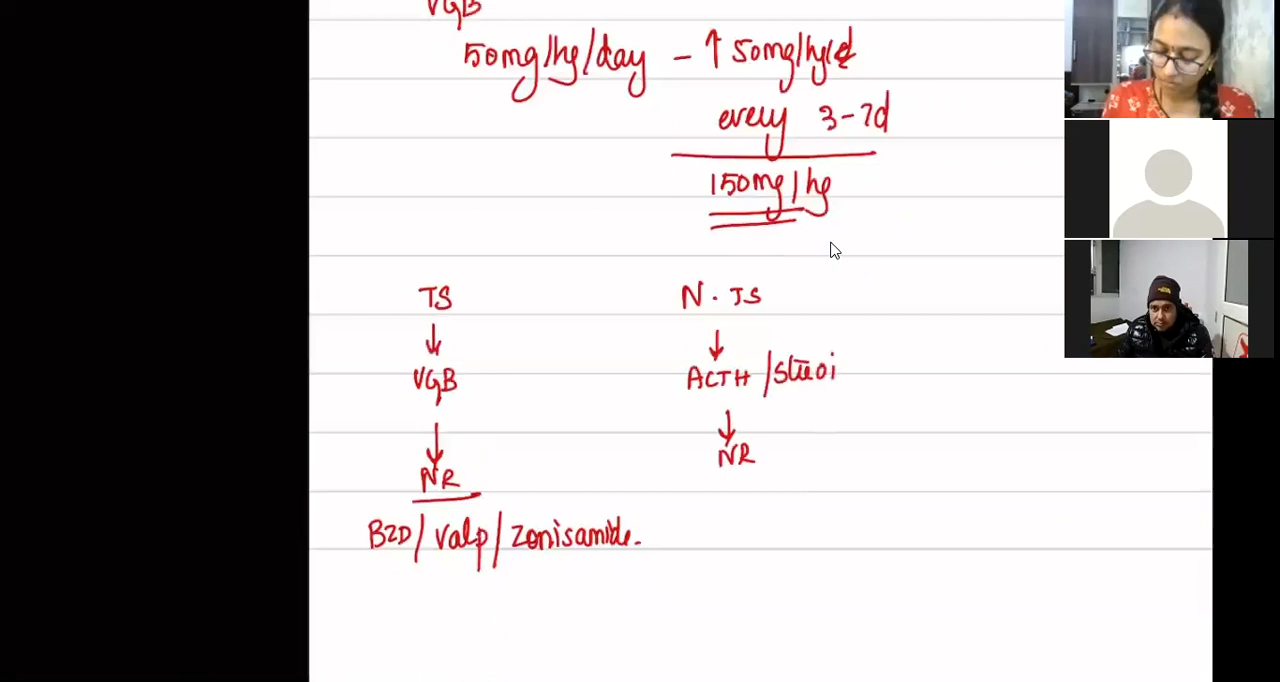 VGB
50mg/kg/day - ↑ 50mg/kg/d
every 3-7d
150mg/kg
TS N. TS
↓ ↓
VGB ACTH /Steroi
↓ ↓
NR NR
BZD/ valp/ Zonisamide.